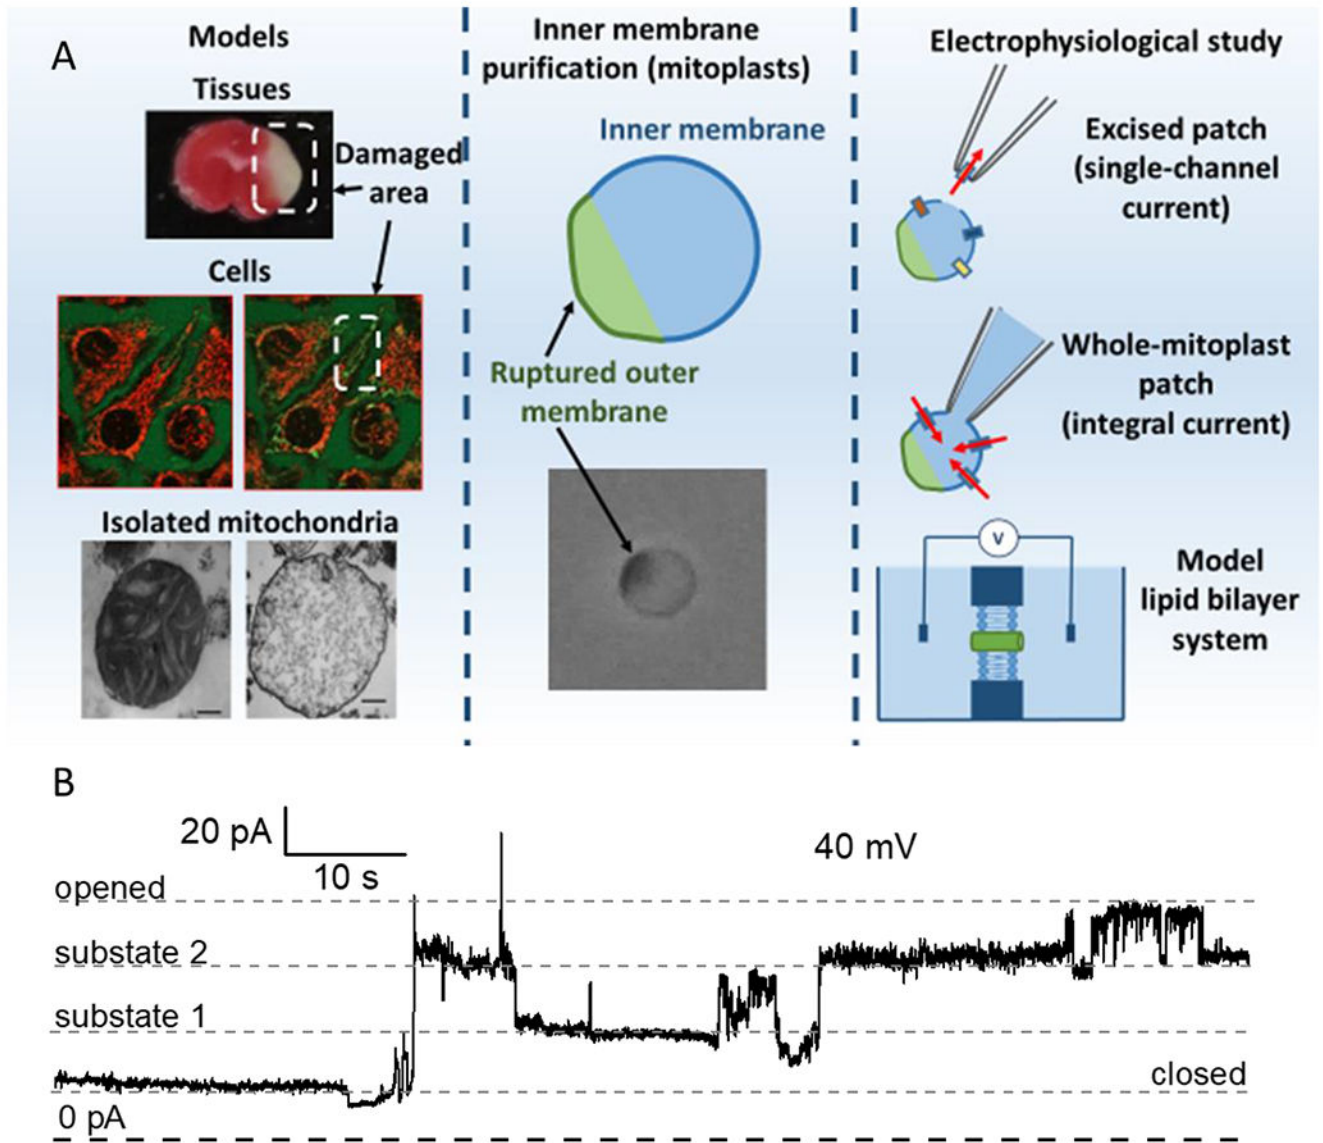 A
Models
Tissues
Damaged
area
Cells
Isolated mitochondria
Inner membrane
purification (mitoplasts)
Inner membrane
Ruptured outer
membrane
Electrophysiological study
Excised patch
(single-channel
current)
Whole-mitoplast
patch
(integral current)
V
Model
lipid bilayer
system
B
20 pA
10 s
40 mV
opened
substate 2
substate 1
closed
0 pA